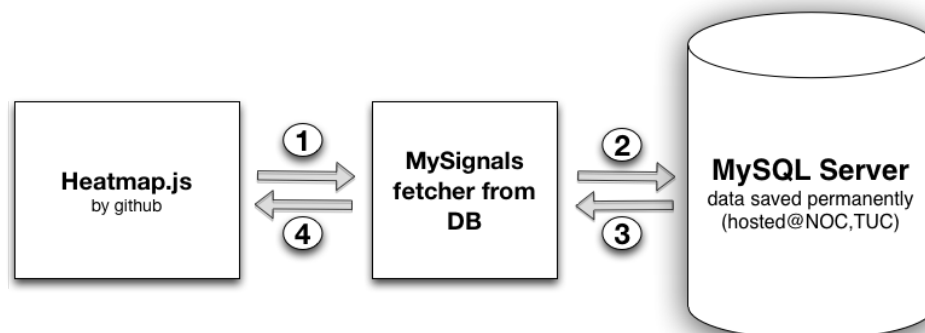 Heatmap.js
by github
1
4
MySignals
fetcher from
DB
2
3
MySQL Server
data saved permanently
(hosted@NOC,TUC)